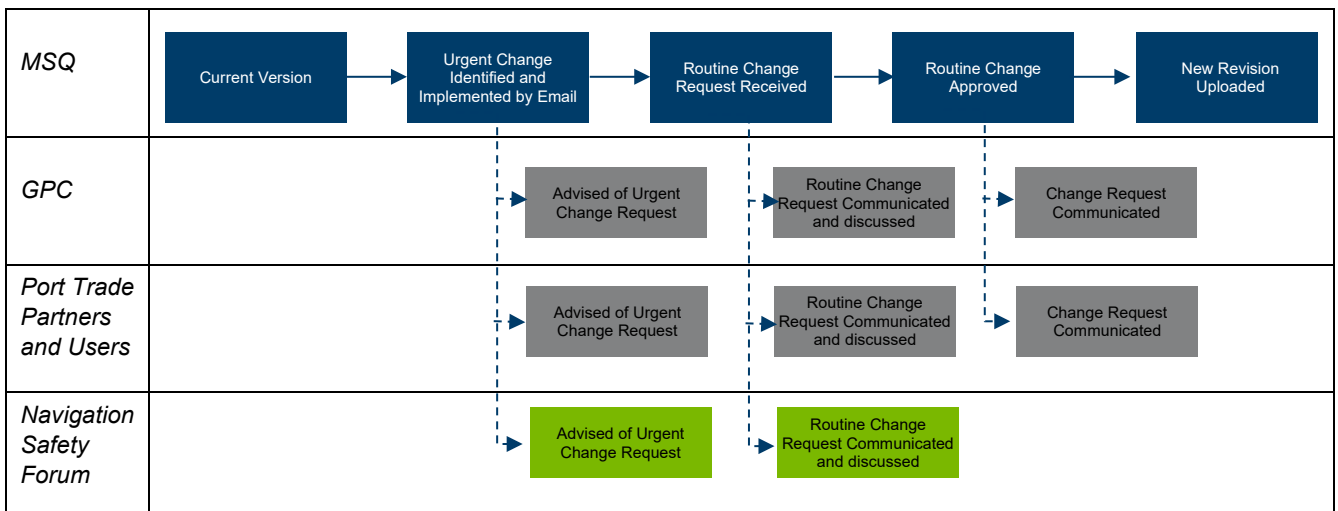 MSQ
Current Version
Urgent Change
Identified and
Implemented by Email
Routine Change
Request Received
Routine Change
Approved
New Revision
Uploaded
GPC
Advised of Urgent
Change Request
Routine Change
Request Communicated
and discussed
Change Request
Communicated
Port Trade
Partners
and Users
Advised of Urgent
Change Request
Routine Change
Request Communicated
and discussed
Change Request
Communicated
Navigation
Safety
Forum
Advised of Urgent
Change Request
Routine Change
Request Communicated
and discussed